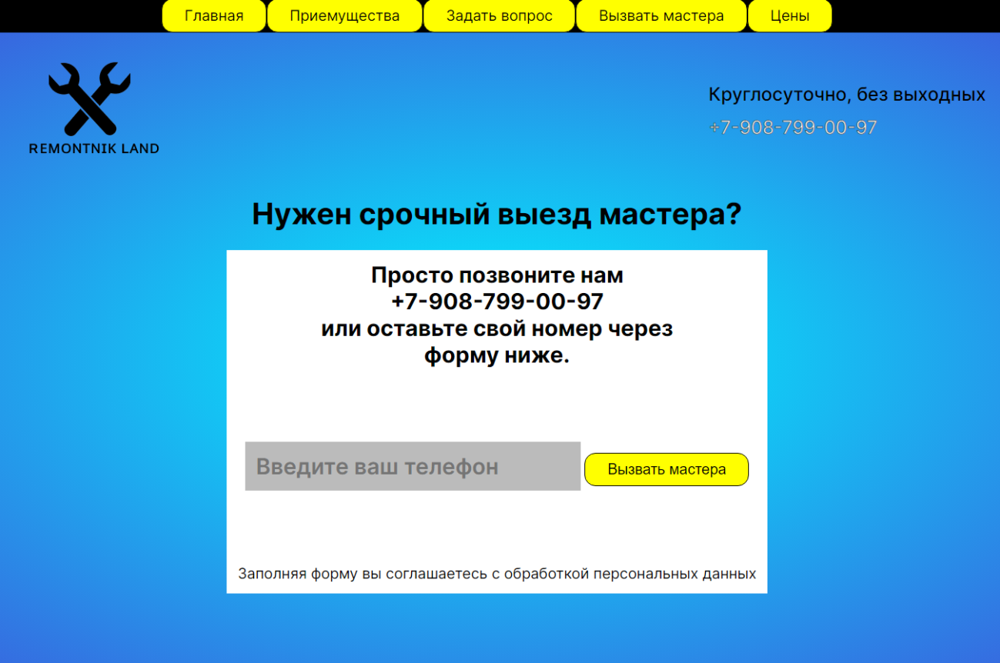 Главная Приемущества Задать вопрос Вызвать мастера Цены
REMONTNIK LAND
Круглосуточно, без выходных
+7-908-799-00-97
Нужен срочный выезд мастера?
Просто позвоните нам
+7-908-799-00-97
или оставьте свой номер через
форму ниже.
Введите ваш телефон
Вызвать мастера
Заполняя форму вы соглашаетесь с обработкой персональных данных